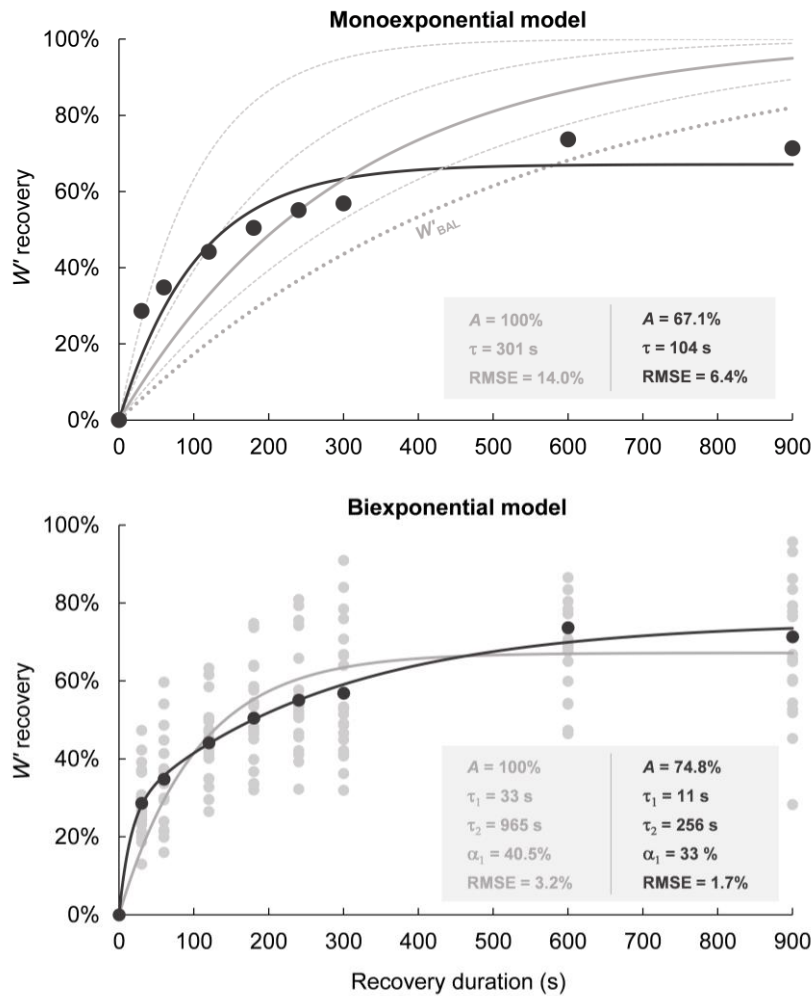 Monoexponential model
100%
80%
60%
40%
20%
0%
W' recovery
W'BAL
A = 100%
τ = 301 s
RMSE = 14.0%
A = 67.1%
τ = 104 s
RMSE = 6.4%
0 100 200 300 400 500 600 700 800 900
Biexponential model
100%
80%
60%
40%
20%
0%
W' recovery
A = 100%
τ1 = 33 s
τ2 = 965 s
α1 = 40.5%
RMSE = 3.2%
A = 74.8%
τ1 = 11 s
τ2 = 256 s
α1 = 33 %
RMSE = 1.7%
0 100 200 300 400 500 600 700 800 900
Recovery duration (s)